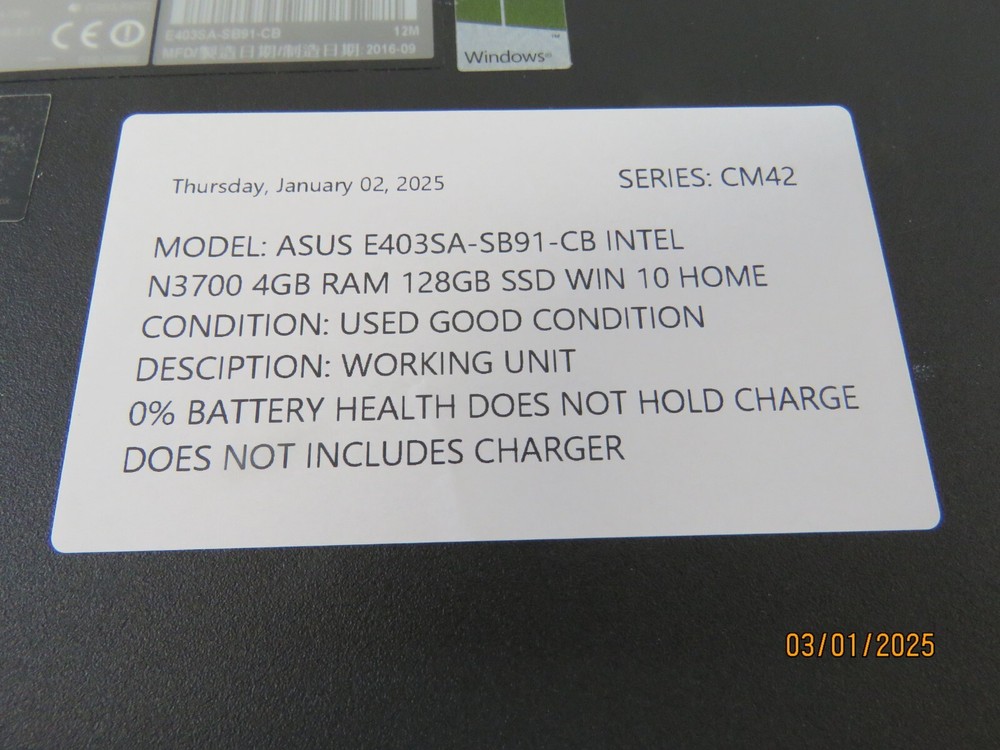 E403SA-SB91-CB 12M
MFD/製造日期/制造日期: 2016-09
Windows®
Thursday, January 02, 2025
SERIES: CM42
MODEL: ASUS E403SA-SB91-CB INTEL
N3700 4GB RAM 128GB SSD WIN 10 HOME
CONDITION: USED GOOD CONDITION
DESCIPTION: WORKING UNIT
0% BATTERY HEALTH DOES NOT HOLD CHARGE
DOES NOT INCLUDES CHARGER
03/01/2025